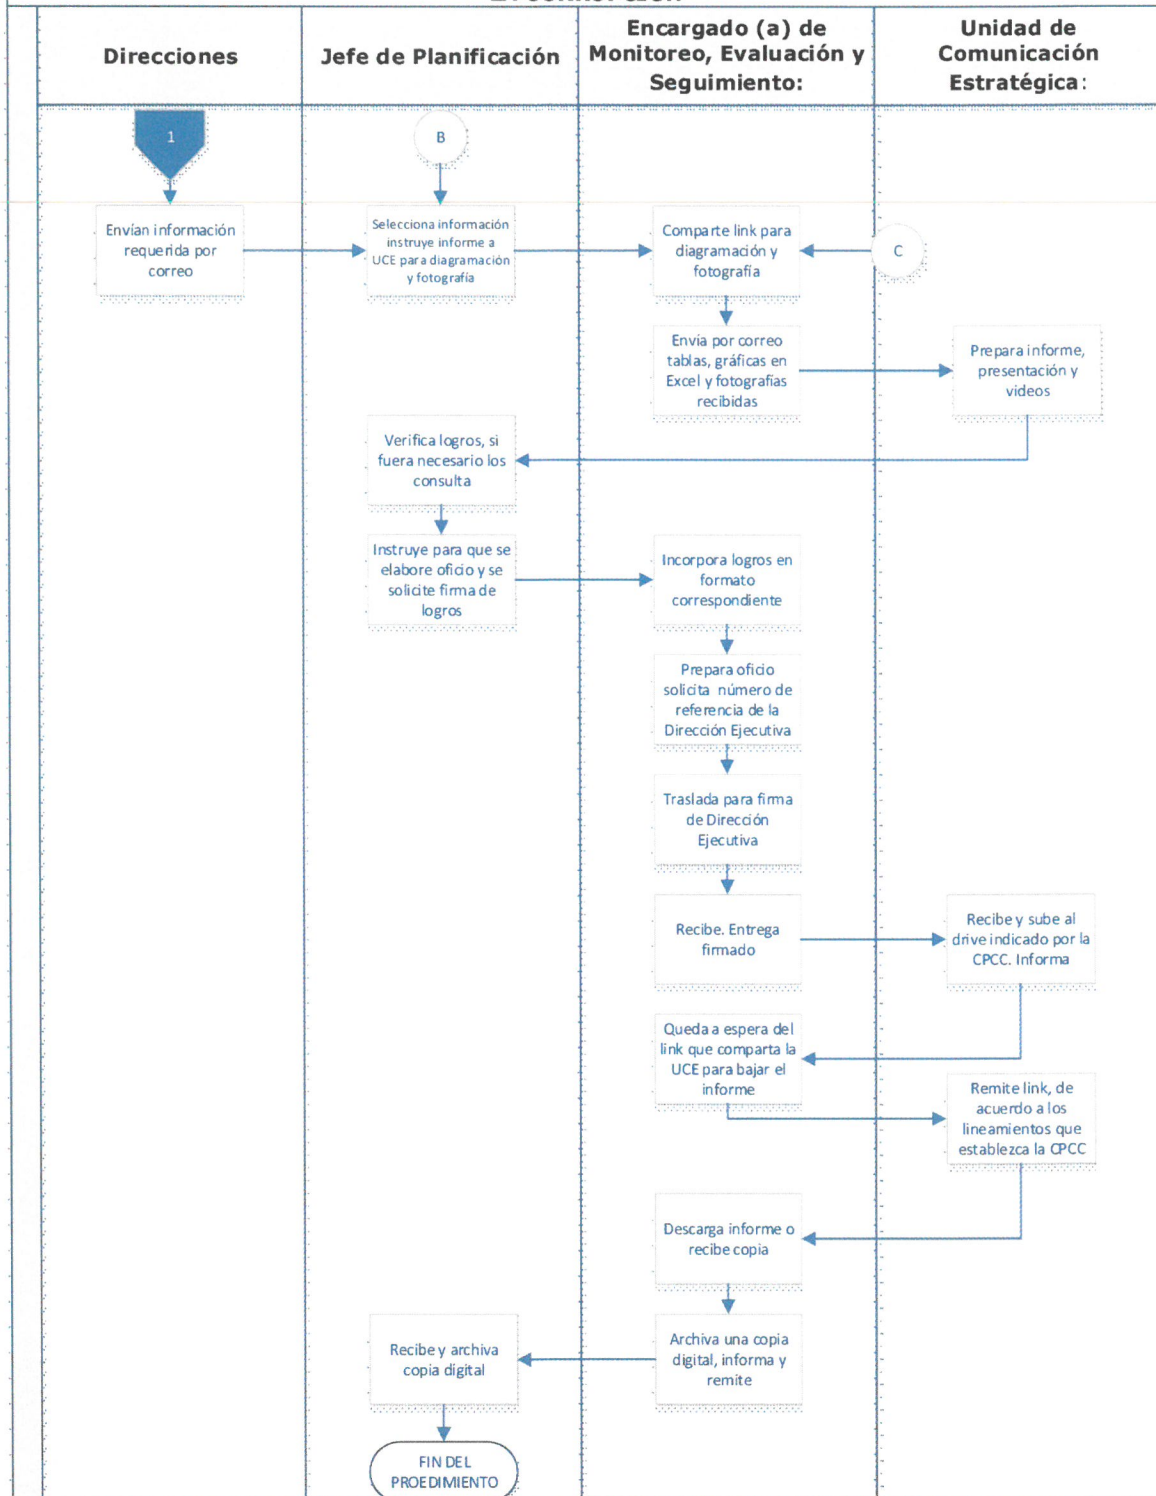 Direcciones
Jefe de Planificación
Encargado (a) de
Monitoreo, Evaluación y
Seguimiento:
Unidad de
Comunicación
Estratégica:
1
B
Envían información
requerida por
correo
Selecciona información
instruye informe a
UCE para diagramación
y fotografía
Comparte link para
diagramación y
fotografía
C
Envia por correo
tablas, gráficas en
Excel y fotografías
recibidas
Prepara informe,
presentación y
videos
Verifica logros, si
fuera necesario los
consulta
Instruye para que se
elabore oficio y se
solicite firma de
logros
Incorpora logros en
formato
correspondiente
Prepara oficio
solicita número de
referencia de la
Dirección Ejecutiva
Traslada para firma
de Dirección
Ejecutiva
Recibe. Entrega
firmado
Recibe y sube al
drive indicado por la
CPCC. Informa
Queda a espera del
link que comparta la
UCE para bajar el
informe
Remite link, de
acuerdo a los
lineamientos que
establezca la CPCC
Descarga informe o
recibe copia
Archiva una copia
digital, informa y
remite
Recibe y archiva
copia digital
FIN DEL
PROEDIMIENTO